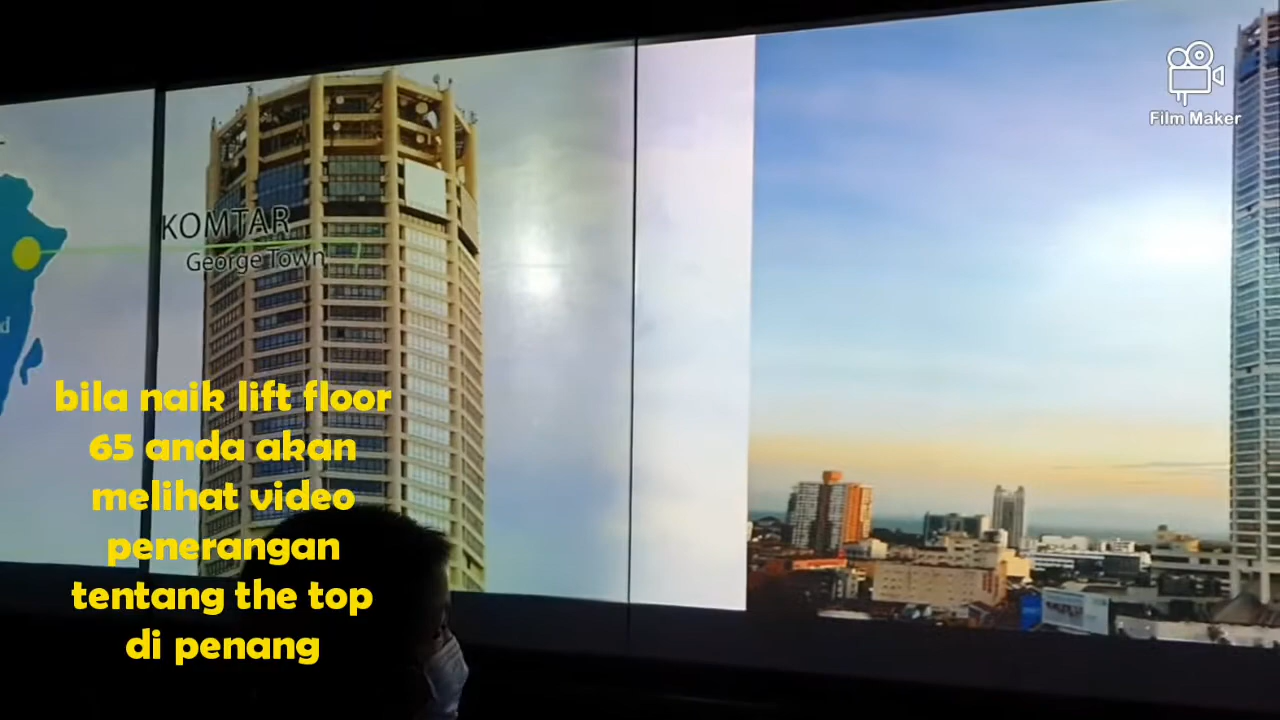 Film Maker
KOMTAR
George Town
d
bila naik lift floor
65 anda akan
melihat video
penerangan
tentang the top
di penang